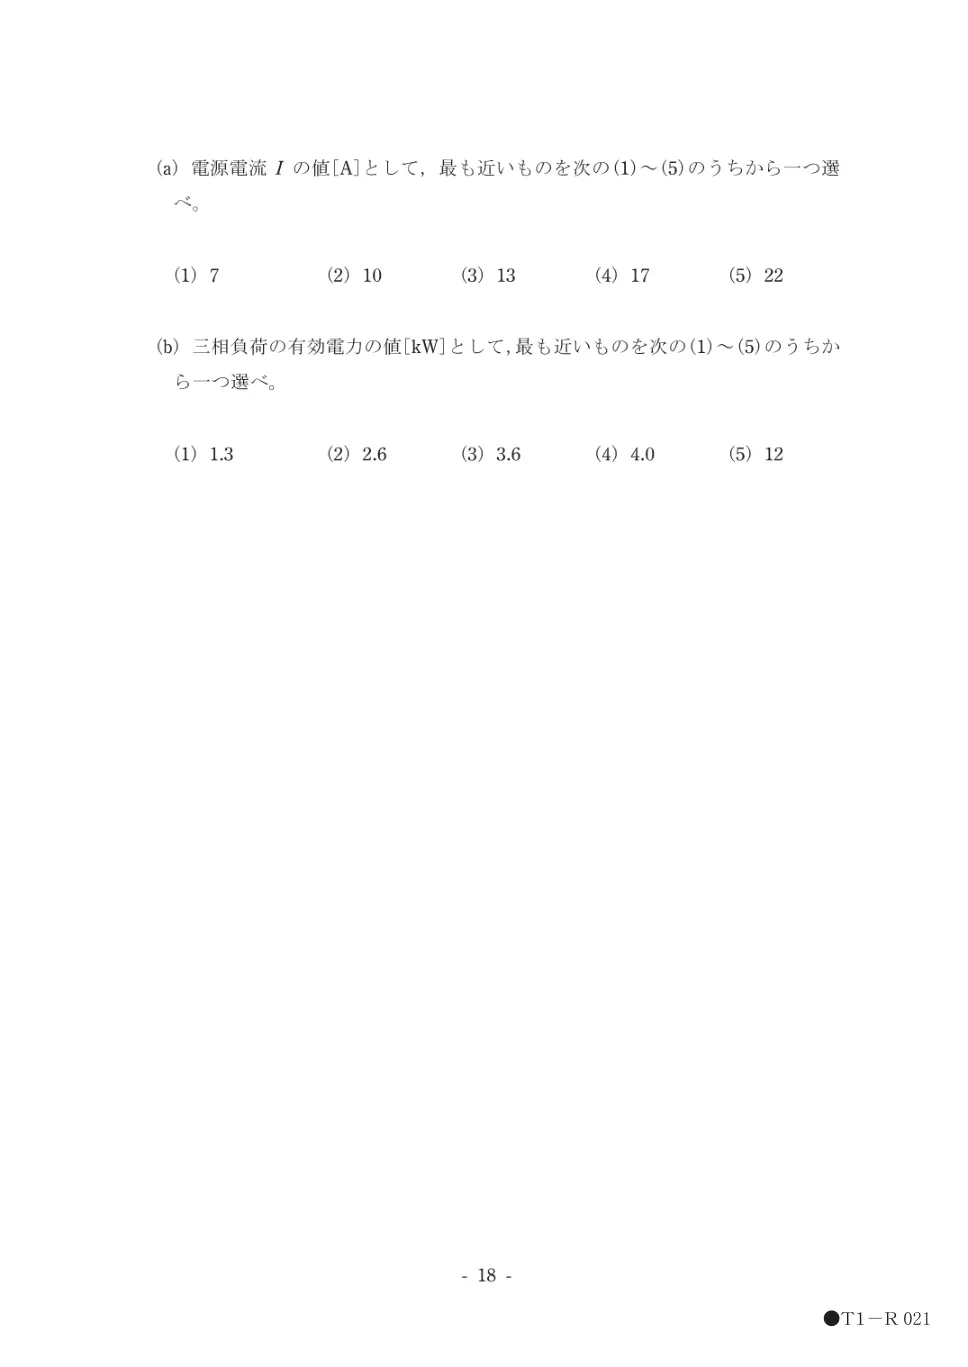 (a) 電源電流 I の値[A]として，最も近いものを次の(1)～(5)のうちから一つ選
べ。
(1) 7 (2) 10 (3) 13 (4) 17 (5) 22
(b) 三相負荷の有効電力の値[kW]として，最も近いものを次の(1)～(5)のうちか
ら一つ選べ。
(1) 1.3 (2) 2.6 (3) 3.6 (4) 4.0 (5) 12
- 18 -
●T1－R 021